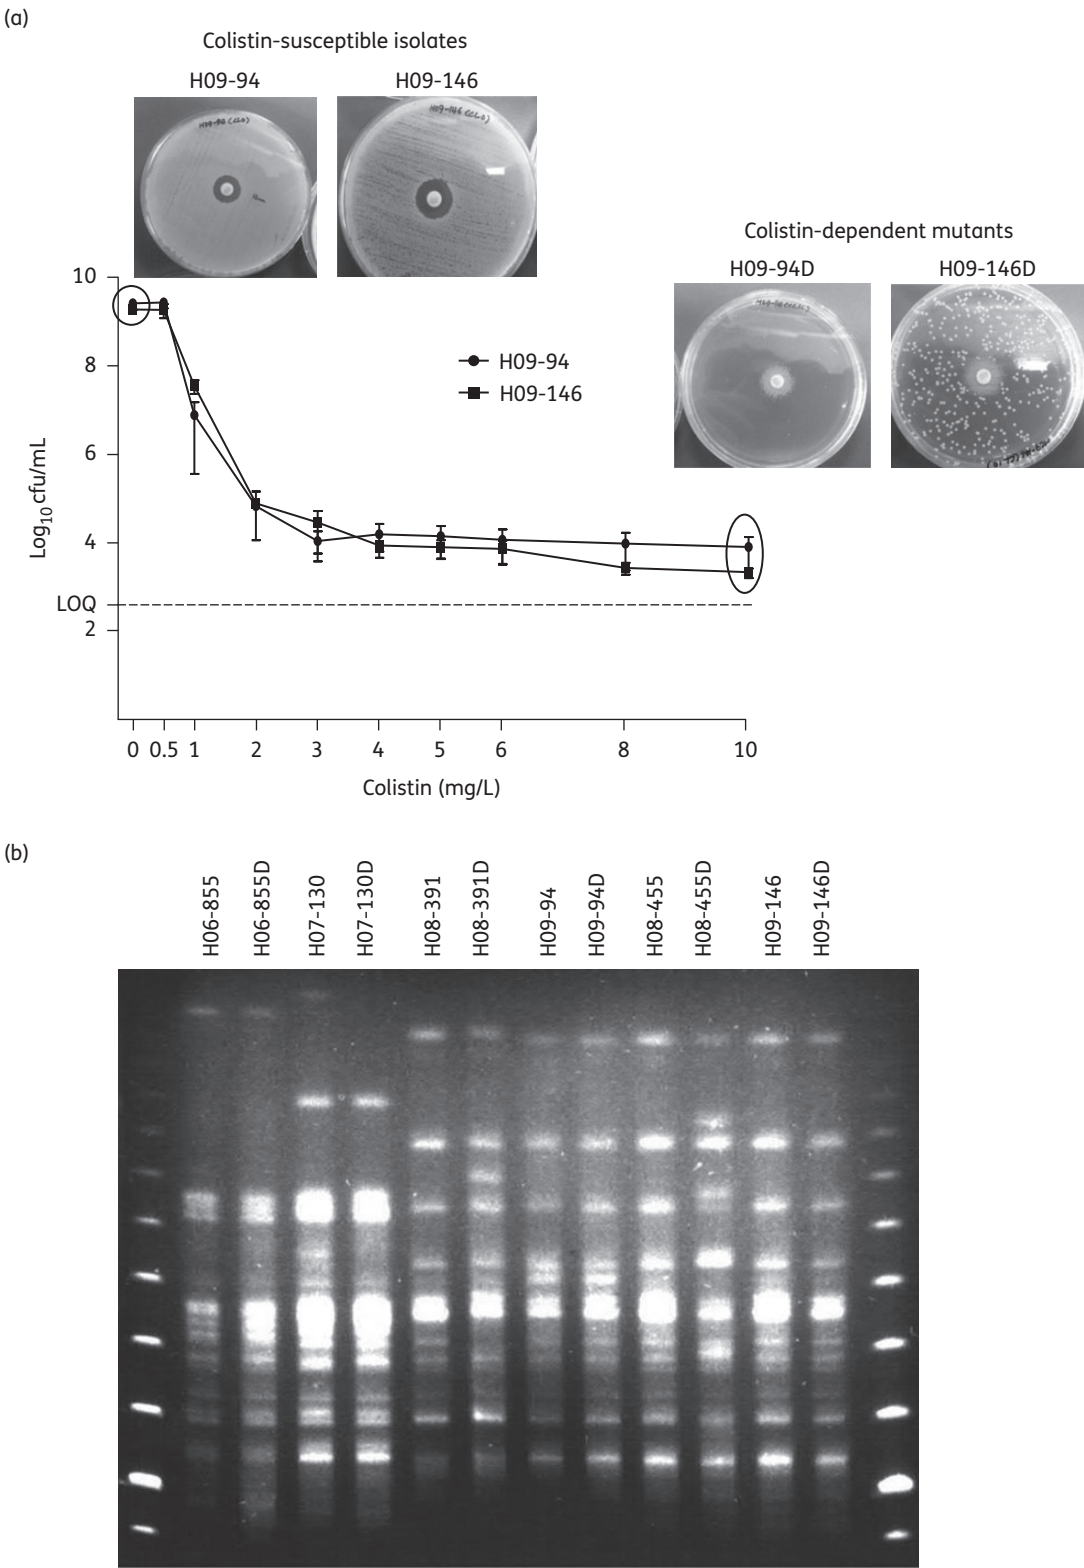 (a)
Colistin-susceptible isolates
H09-94 H09-146
Colistin-dependent mutants
H09-94D H09-146D
10
8
6
4
LOQ
2
Log10 cfu/mL
H09-94
H09-146
0 0.5 1 2 3 4 5 6 8 10
Colistin (mg/L)
(b)
H06-855
H06-855D
H07-130
H07-130D
H08-391
H08-391D
H09-94
H09-94D
H08-455
H08-455D
H09-146
H09-146D